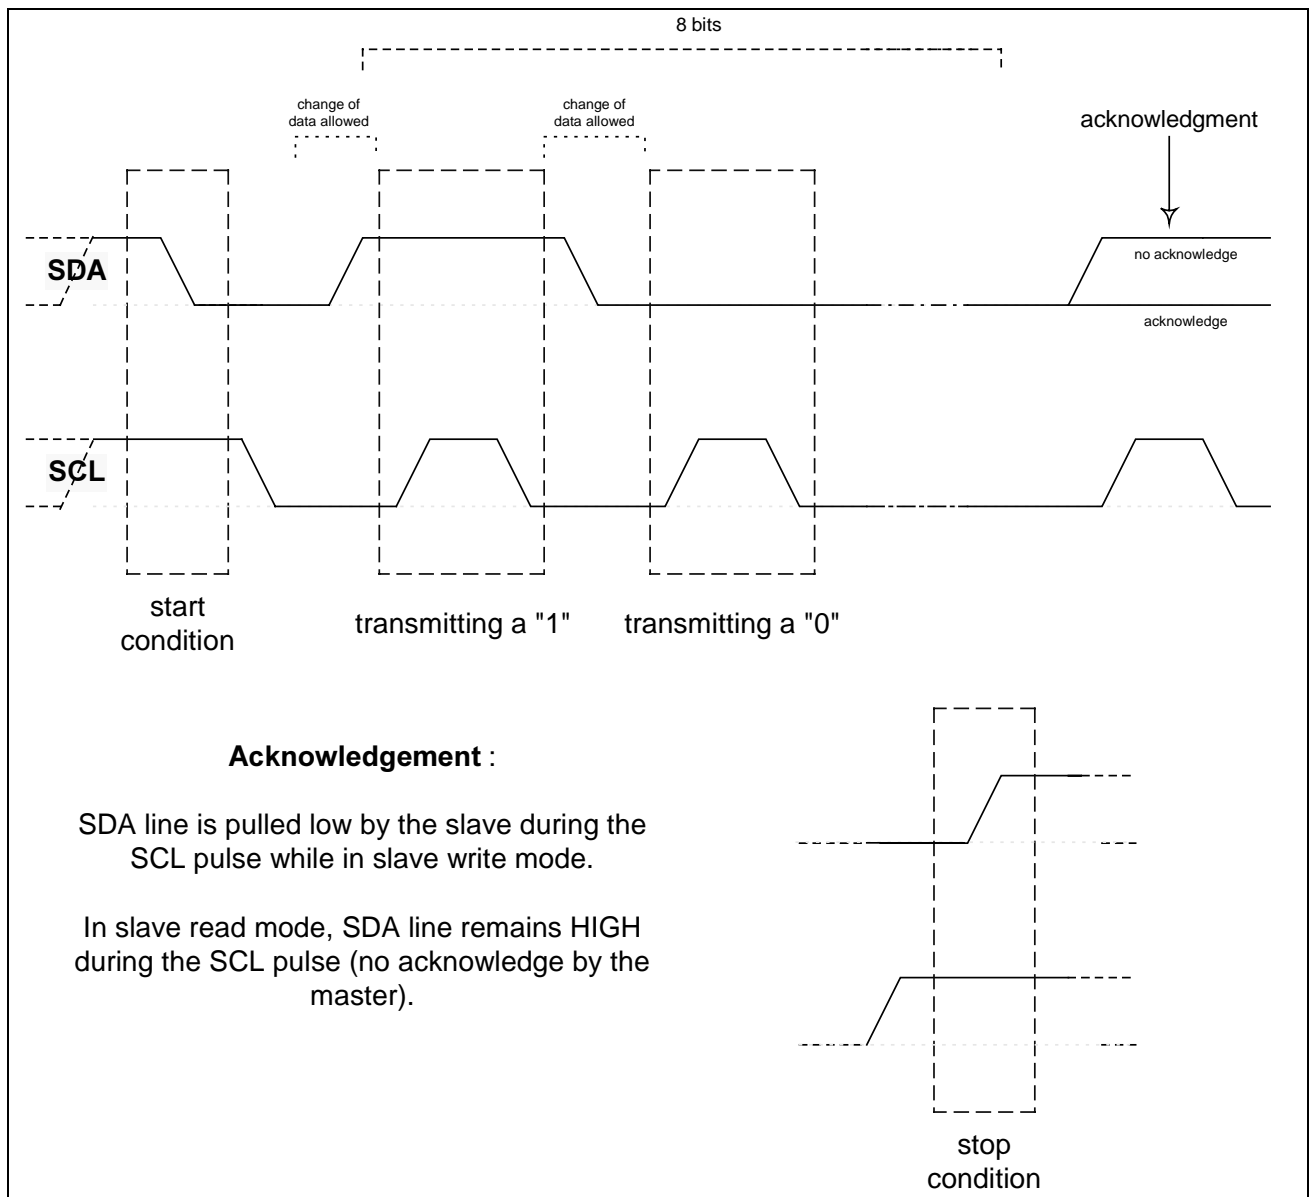 8 bits
change of
data allowed
change of
data allowed
acknowledgment
SDA
no acknowledge
acknowledge
SCL
start
condition
transmitting a "1"
transmitting a "0"
Acknowledgement :
SDA line is pulled low by the slave during the
SCL pulse while in slave write mode.
In slave read mode, SDA line remains HIGH
during the SCL pulse (no acknowledge by the
master).
stop
condition